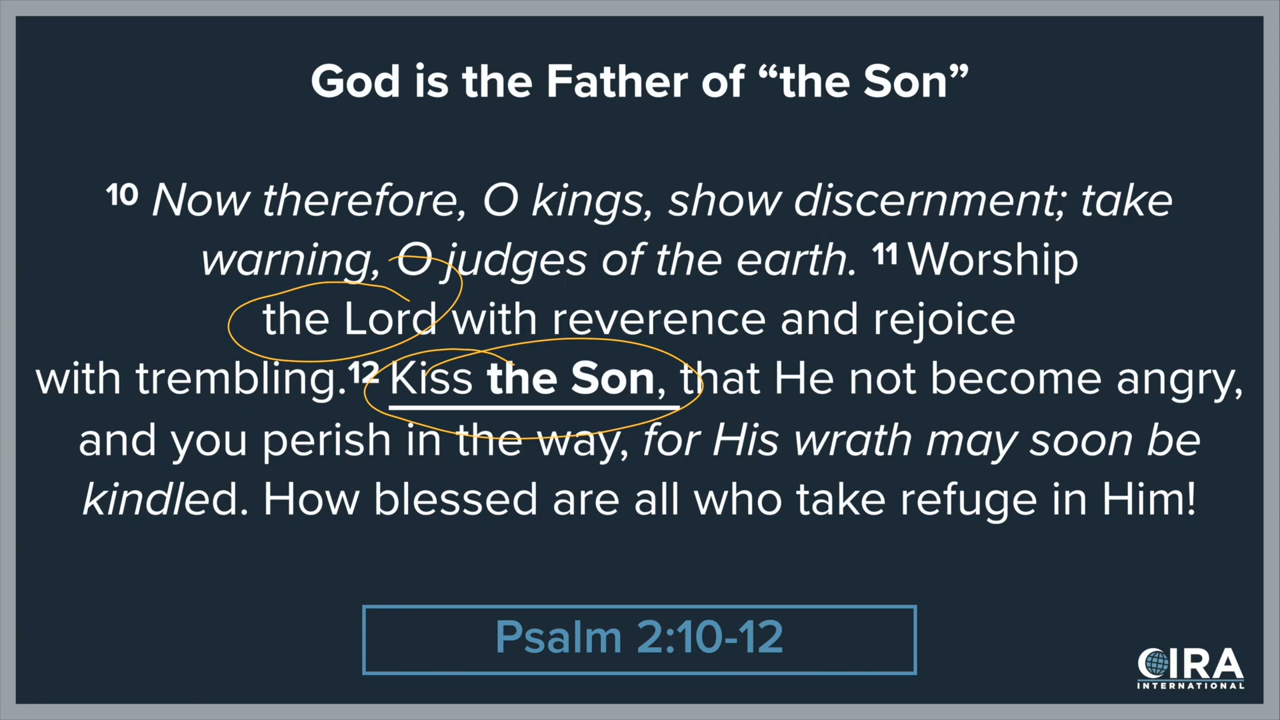 God is the Father of “the Son”
10 Now therefore, O kings, show discernment; take
warning, O judges of the earth. 11 Worship
the Lord with reverence and rejoice
with trembling.12 Kiss the Son, that He not become angry,
and you perish in the way, for His wrath may soon be
kindled. How blessed are all who take refuge in Him!
Psalm 2:10-12
CIRA
INTERNATIONAL